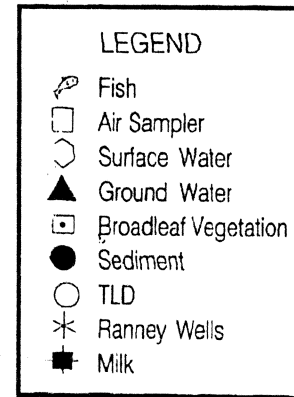 LEGEND
Fish
Air Sampler
Surface Water
Ground Water
Broadleaf Vegetation
Sediment
TLD
Ranney Wells
Milk